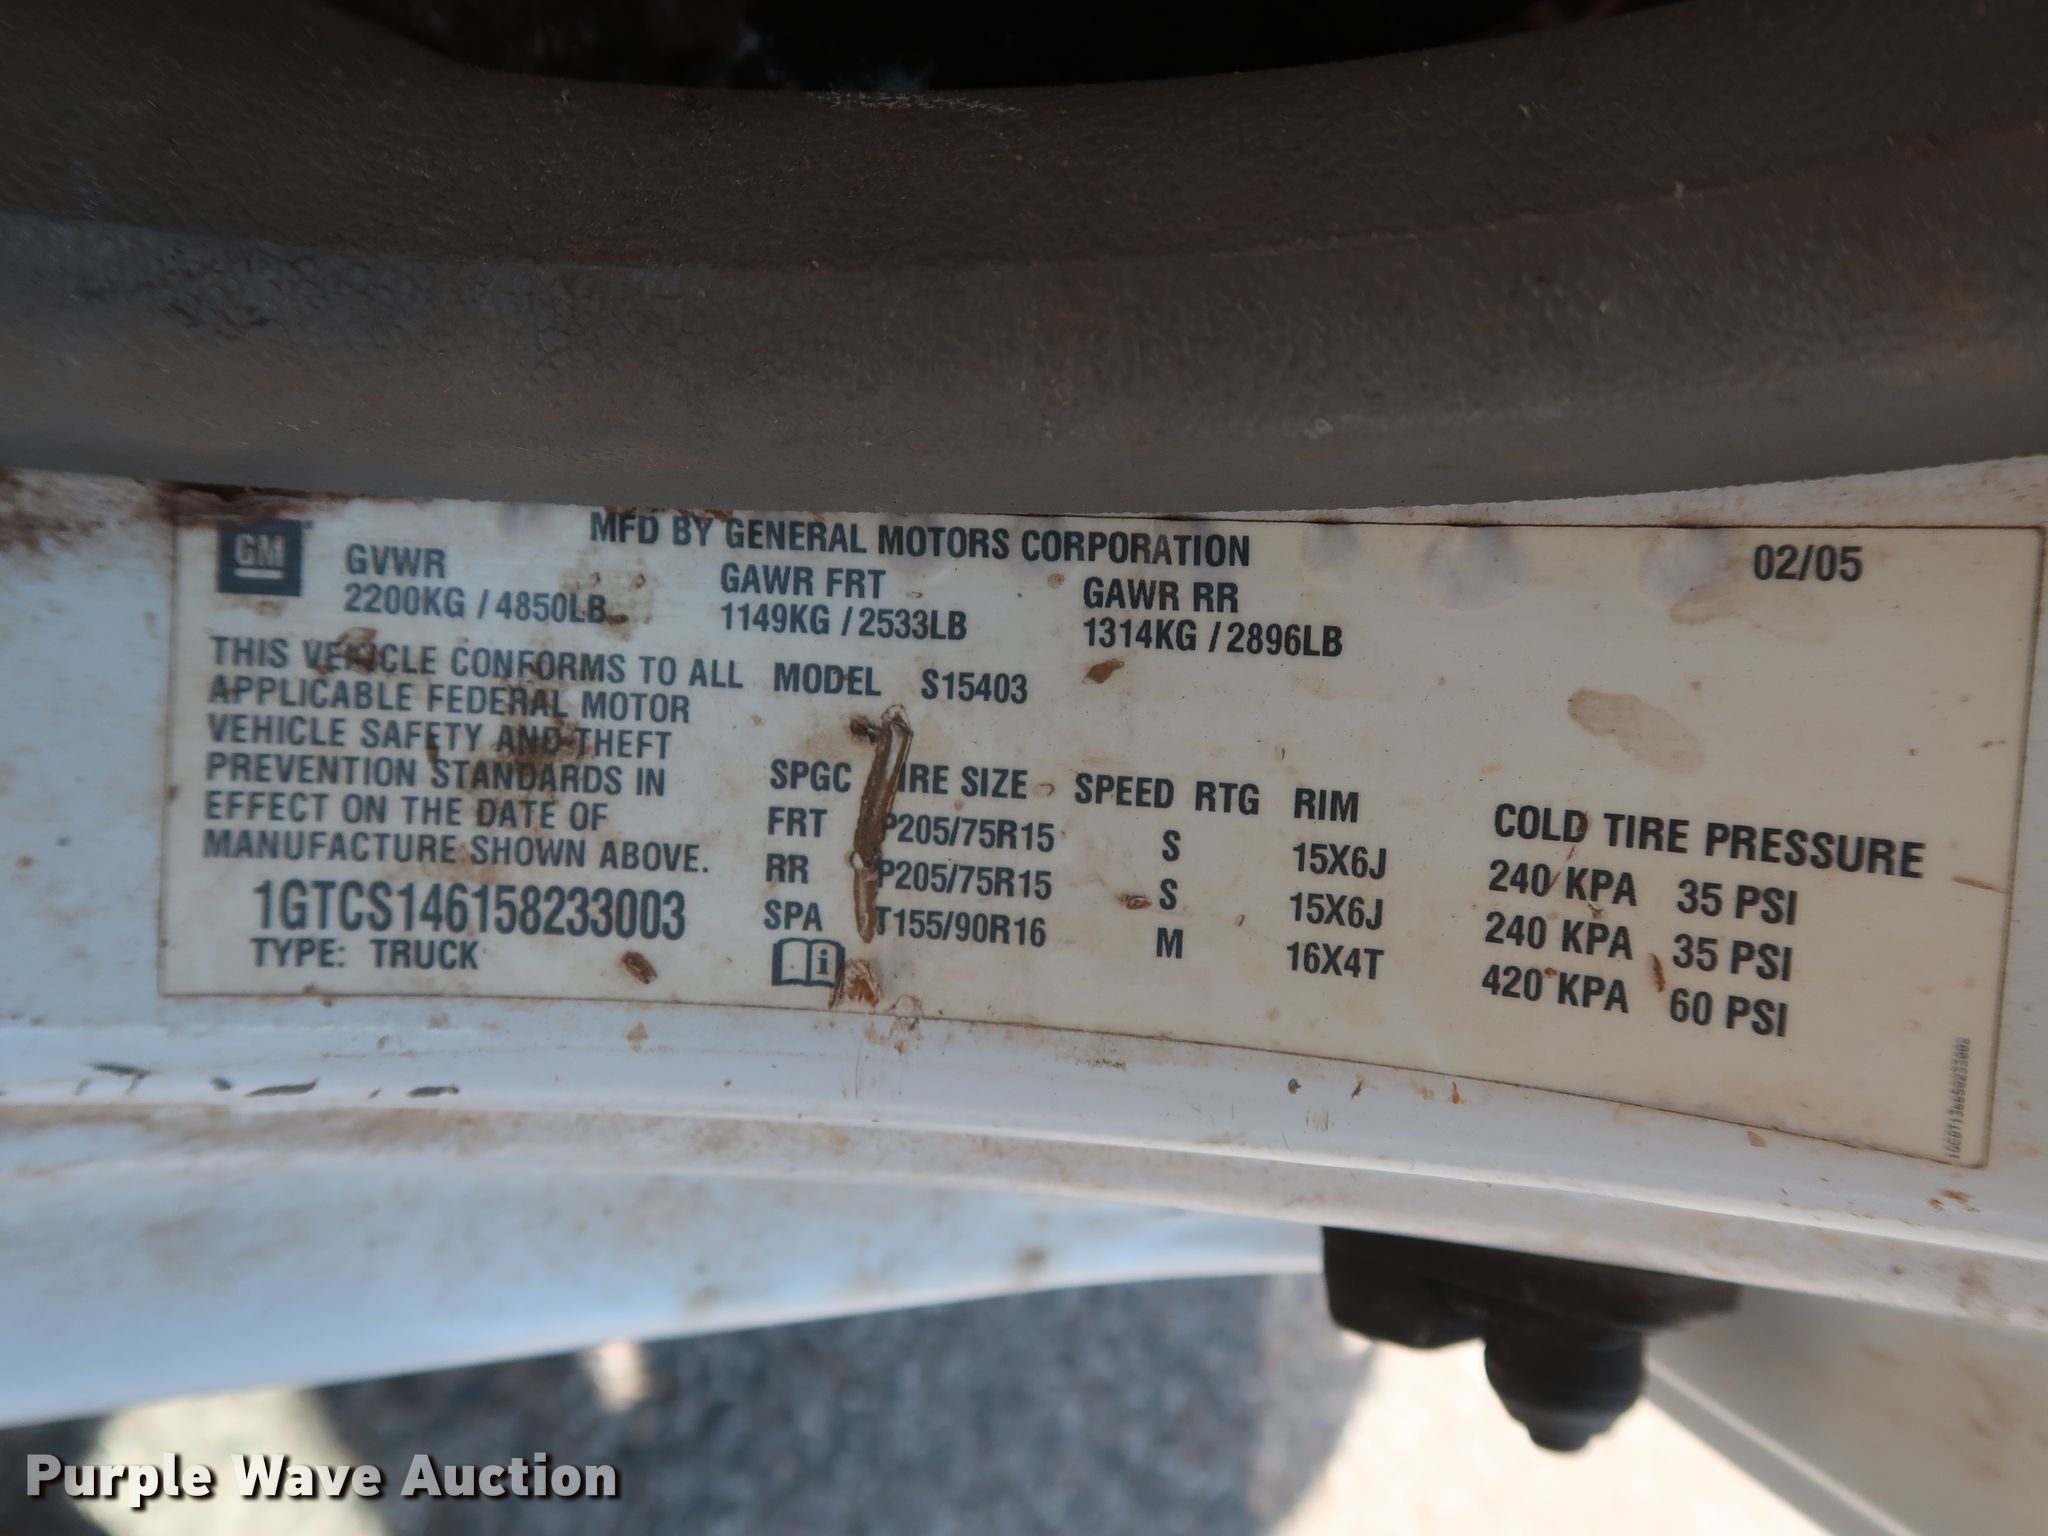 MFD BY GENERAL MOTORS CORPORATION 02/05
GM
GVWR GAWR FRT GAWR RR
2200KG / 4850LB 1149KG / 2533LB 1314KG / 2896LB
THIS VEHICLE CONFORMS TO ALL
APPLICABLE FEDERAL MOTOR
VEHICLE SAFETY AND THEFT
PREVENTION STANDARDS IN
EFFECT ON THE DATE OF
MANUFACTURE SHOWN ABOVE.
1GTCS146158233003
TYPE: TRUCK
MODEL S15403
SPGC TIRE SIZE SPEED RTG RIM COLD TIRE PRESSURE
FRT P205/75R15 S 15X6J 240 KPA 35 PSI
RR P205/75R15 S 15X6J 240 KPA 35 PSI
SPA T155/90R16 M 16X4T 420 KPA 60 PSI
Purple Wave Auction